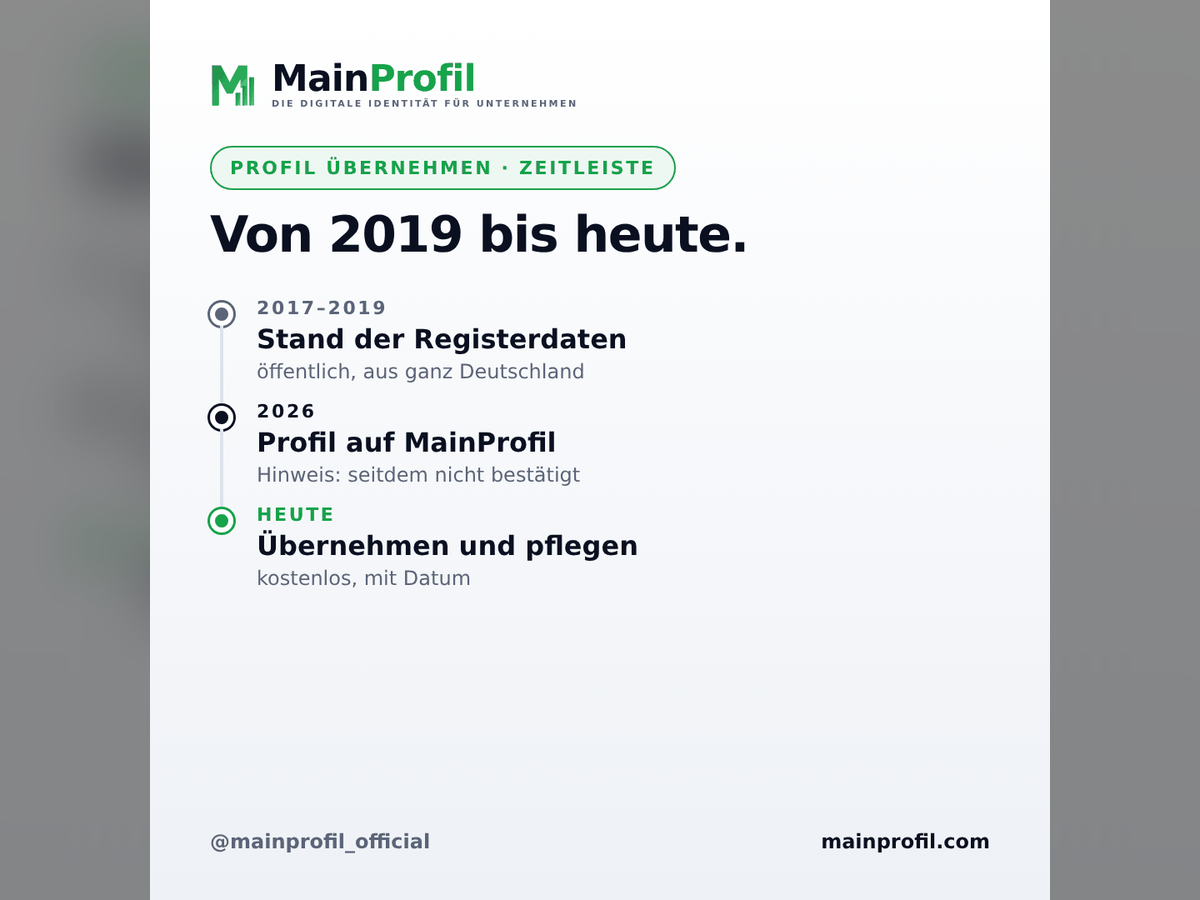 MainProfil
DIE DIGITALE IDENTITÄT FÜR UNTERNEHMEN
PROFIL ÜBERNEHMEN · ZEITLEISTE
Von 2019 bis heute.
2017–2019
Stand der Registerdaten
öffentlich, aus ganz Deutschland
2026
Profil auf MainProfil
Hinweis: seitdem nicht bestätigt
HEUTE
Übernehmen und pflegen
kostenlos, mit Datum
@mainprofil_official
mainprofil.com